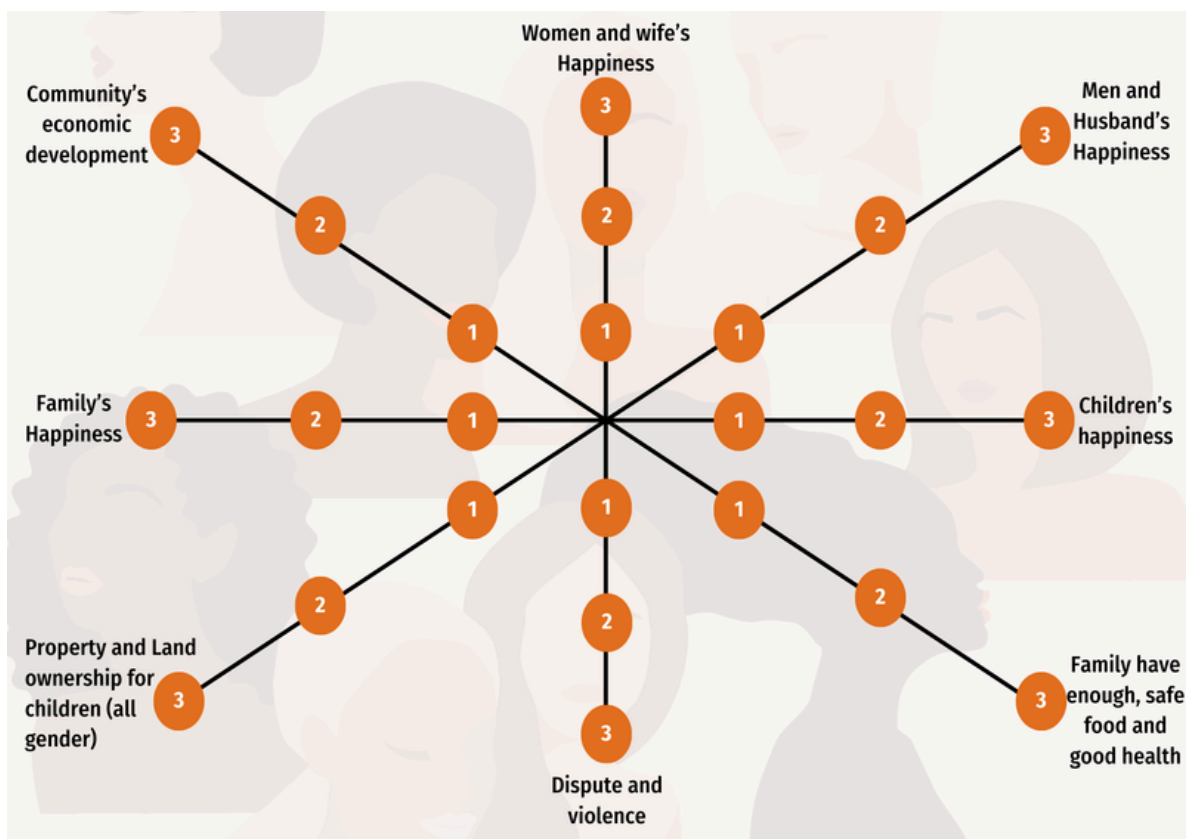 Women and wife's
Happiness
3
2
1
Men and
Husband's
Happiness
3
2
1
Children's
happiness
1
2
3
Family have
enough, safe
food and
good health
1
2
3
Dispute and
violence
1
2
3
Property and Land
ownership for
children (all
gender)
1
2
3
Family's
Happiness
3
2
1
Community's
economic
development
3
2
1